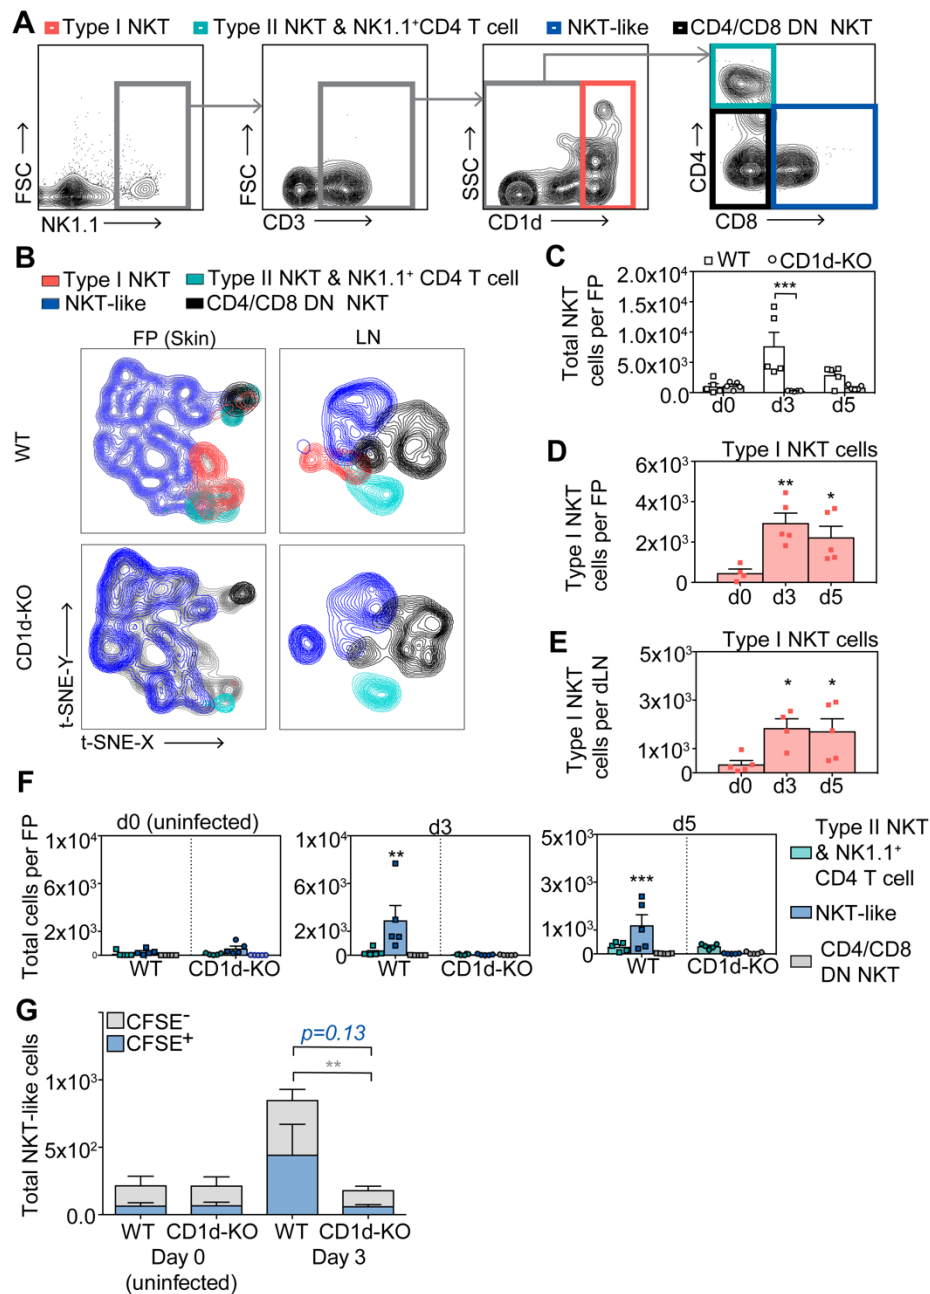 A
Type I NKT
Type II NKT & NK1.1⁺CD4 T cell
NKT-like
CD4/CD8 DN NKT
FSC
NK1.1
FSC
CD3
SSC
CD1d
CD4
CD8
B
Type I NKT
Type II NKT & NK1.1⁺ CD4 T cell
NKT-like
CD4/CD8 DN NKT
FP (Skin)
LN
WT
CD1d-KO
t-SNE-Y
t-SNE-X
C
WT
CD1d-KO
Total NKT
cells per FP
2.0x10⁴
1.5x10⁴
1.0x10⁴
5.0x10³
0.0
***
d0
d3
d5
D
Type I NKT cells
Type I NKT
cells per FP
6x10³
4x10³
2x10³
0
**
*
d0
d3
d5
E
Type I NKT cells
Type I NKT
cells per dLN
5x10³
3x10³
1x10³
0
*
*
d0
d3
d5
F
Total cells per FP
d0 (uninfected)
1x10⁴
6x10³
2x10³
0
WT
CD1d-KO
d3
1x10⁴
6x10³
2x10³
0
**
WT
CD1d-KO
d5
5x10³
3x10³
1x10³
0
***
WT
CD1d-KO
Type II NKT
& NK1.1⁺
CD4 T cell
NKT-like
CD4/CD8
DN NKT
G
CFSE⁻
CFSE⁺
Total NKT-like cells
1x10³
5x10²
0.0
p=0.13
**
WT
CD1d-KO
WT
CD1d-KO
Day 0
(uninfected)
Day 3